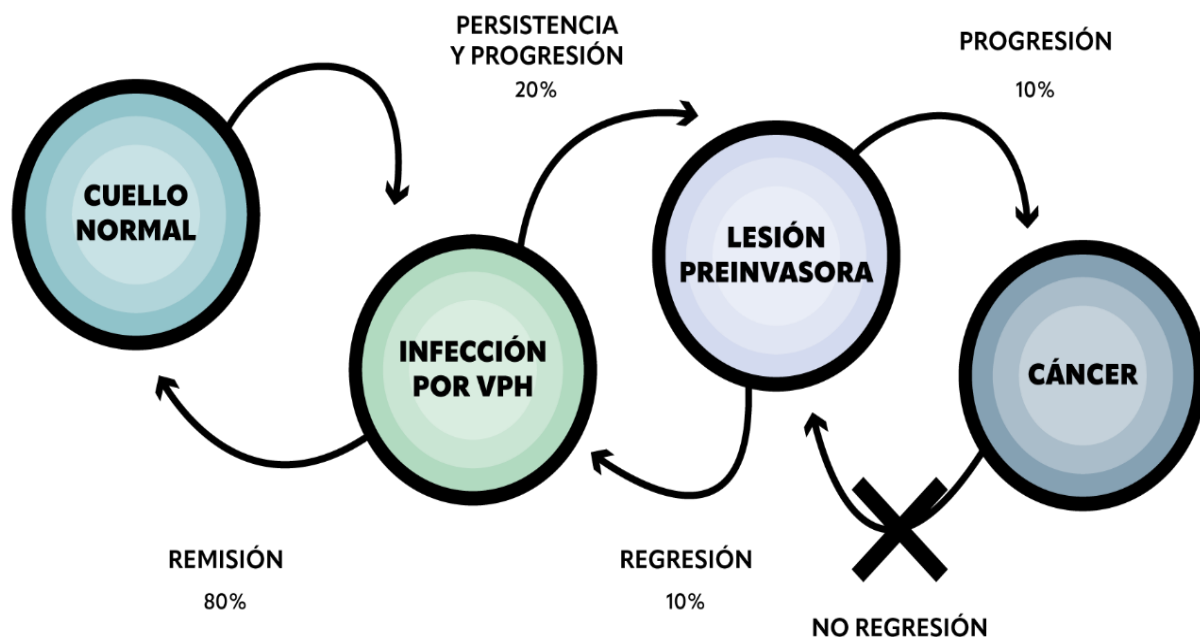 PERSISTENCIA
Y PROGRESIÓN
20%
PROGRESIÓN
10%
CUELLO
NORMAL
INFECCIÓN
POR VPH
LESIÓN
PREINVASORA
CÁNCER
REMISIÓN
80%
REGRESIÓN
10%
NO REGRESIÓN